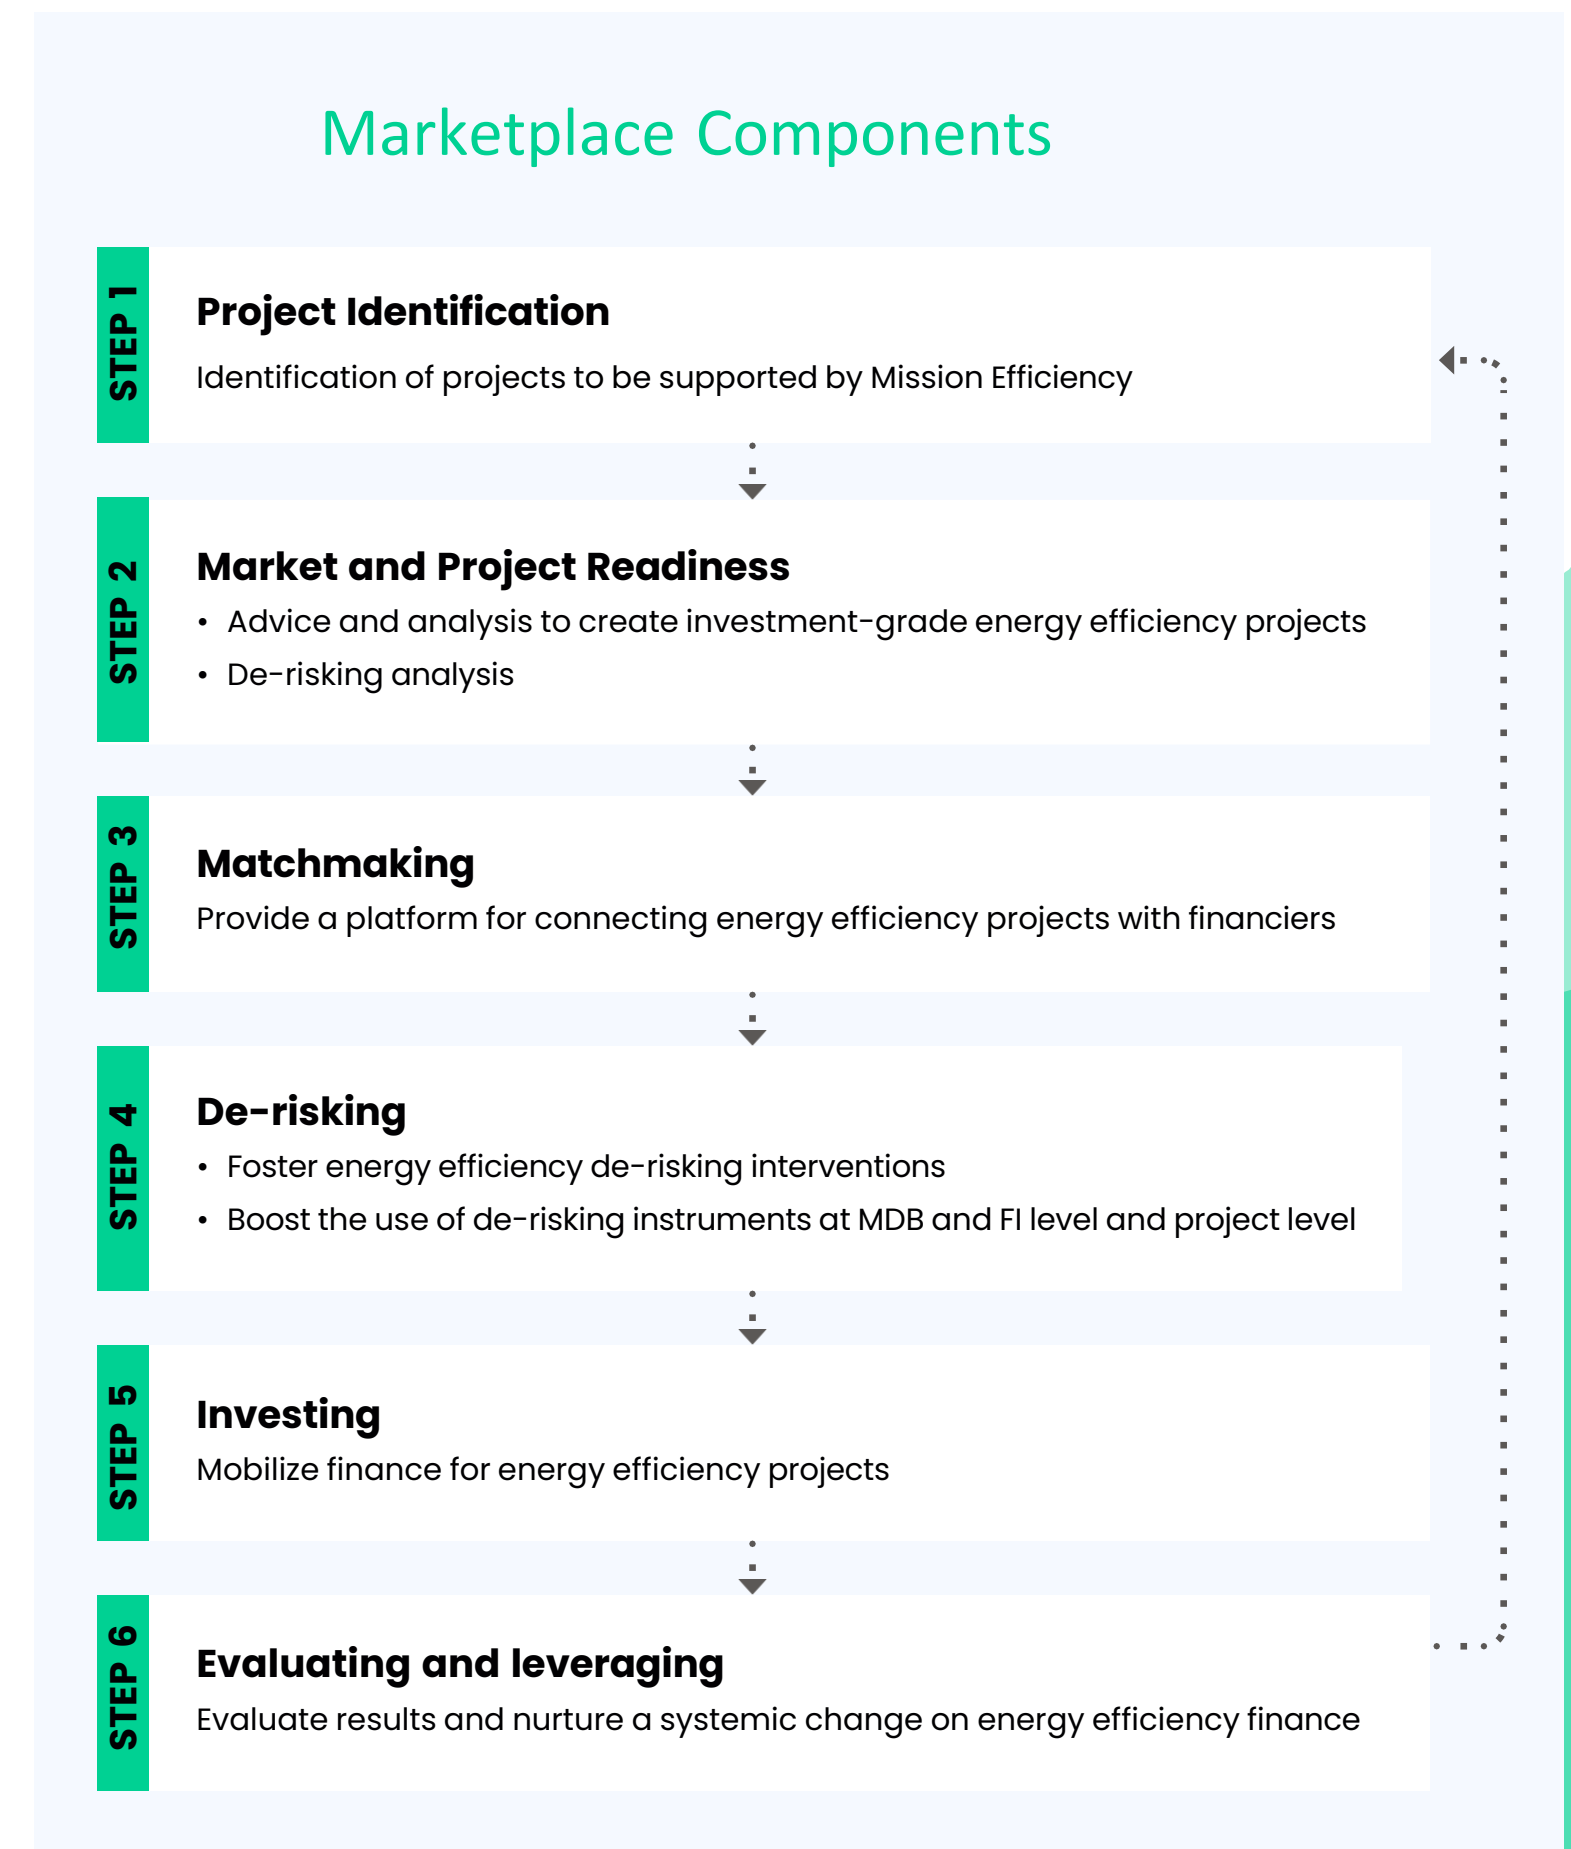 Marketplace Components
STEP 1
Project Identification
Identification of projects to be supported by Mission Efficiency
STEP 2
Market and Project Readiness
• Advice and analysis to create investment-grade energy efficiency projects
• De-risking analysis
STEP 3
Matchmaking
Provide a platform for connecting energy efficiency projects with financiers
STEP 4
De-risking
• Foster energy efficiency de-risking interventions
• Boost the use of de-risking instruments at MDB and FI level and project level
STEP 5
Investing
Mobilize finance for energy efficiency projects
STEP 6
Evaluating and leveraging
Evaluate results and nurture a systemic change on energy efficiency finance